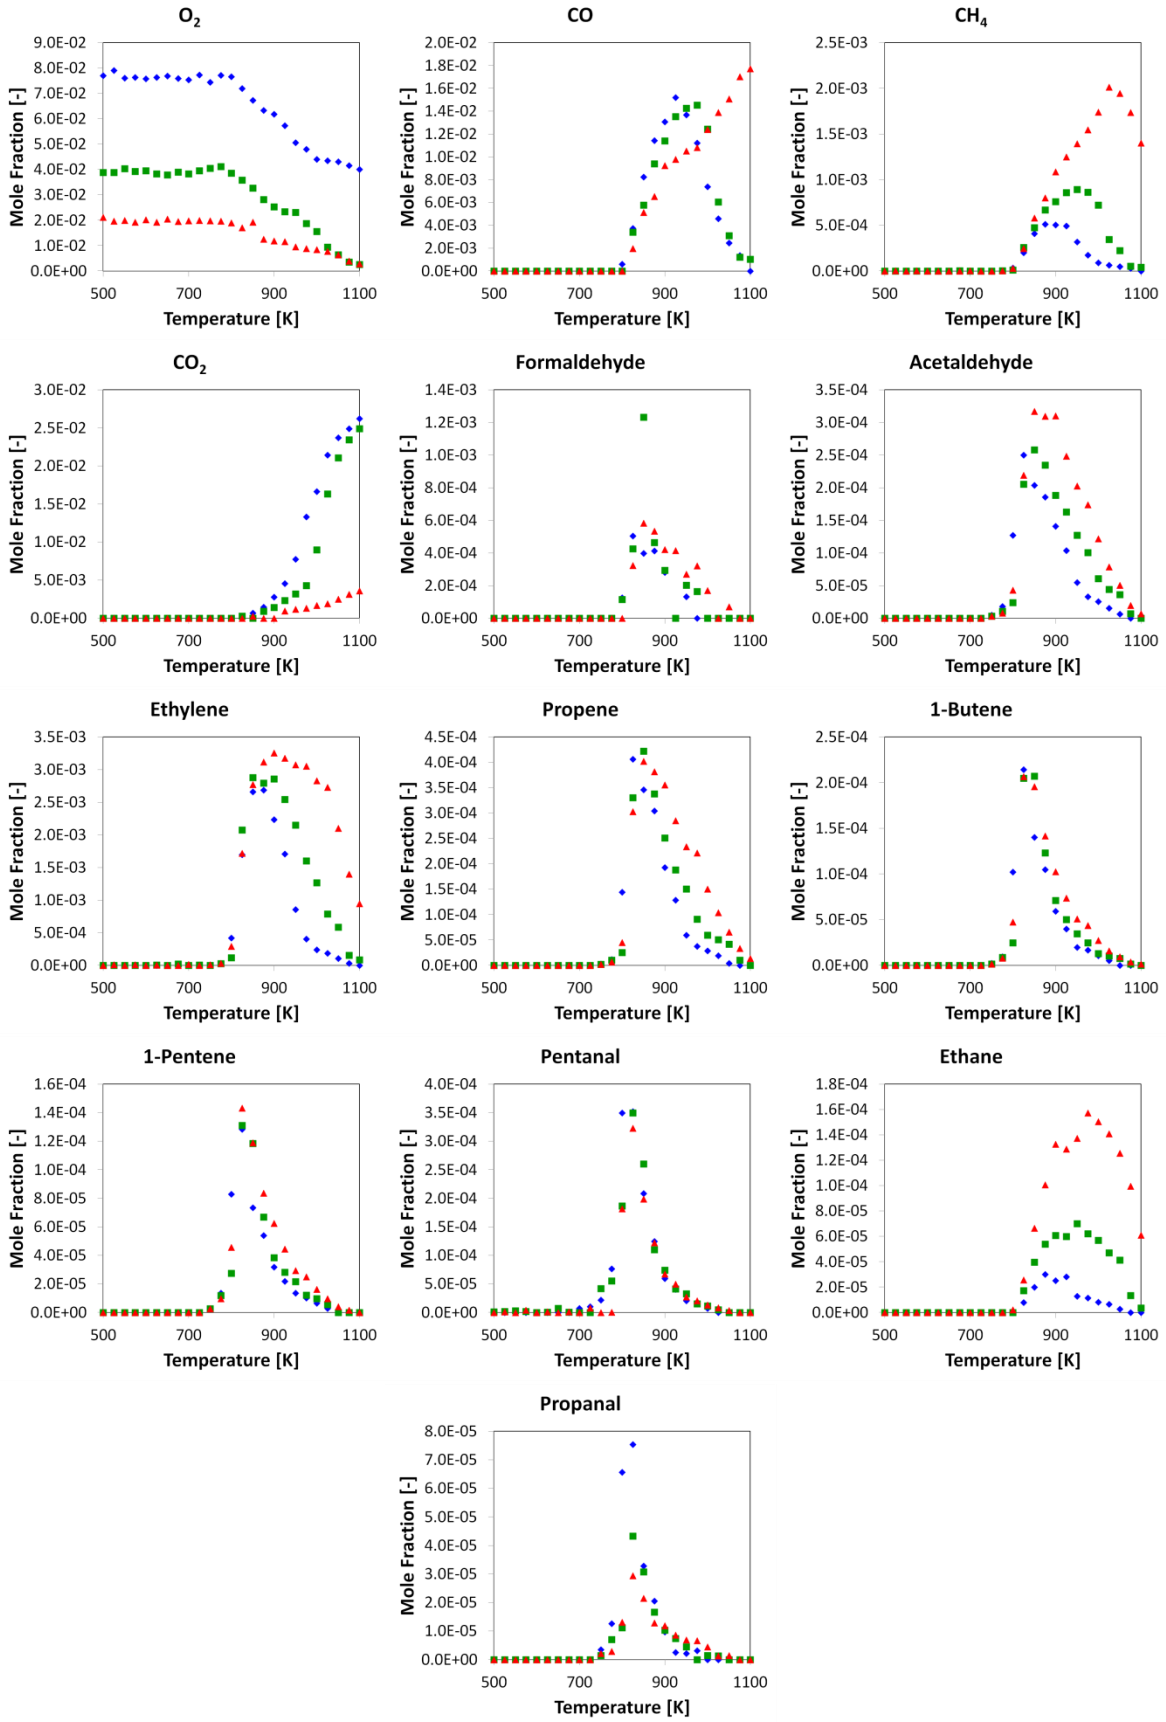 O2
CO
CH4
9.0E-02
8.0E-02
7.0E-02
6.0E-02
5.0E-02
4.0E-02
3.0E-02
2.0E-02
1.0E-02
0.0E+00
Mole Fraction [-]
500 700 900 1100
Temperature [K]
2.0E-02
1.8E-02
1.6E-02
1.4E-02
1.2E-02
1.0E-02
8.0E-03
6.0E-03
4.0E-03
2.0E-03
0.0E+00
Mole Fraction [-]
500 700 900 1100
Temperature [K]
2.5E-03
2.0E-03
1.5E-03
1.0E-03
5.0E-04
0.0E+00
Mole Fraction [-]
500 700 900 1100
Temperature [K]
CO2
Formaldehyde
Acetaldehyde
3.0E-02
2.5E-02
2.0E-02
1.5E-02
1.0E-02
5.0E-03
0.0E+00
Mole Fraction [-]
500 700 900 1100
Temperature [K]
1.4E-03
1.2E-03
1.0E-03
8.0E-04
6.0E-04
4.0E-04
2.0E-04
0.0E+00
Mole Fraction [-]
500 700 900 1100
Temperature [K]
3.5E-04
3.0E-04
2.5E-04
2.0E-04
1.5E-04
1.0E-04
5.0E-05
0.0E+00
Mole Fraction [-]
500 700 900 1100
Temperature [K]
Ethylene
Propene
1-Butene
3.5E-03
3.0E-03
2.5E-03
2.0E-03
1.5E-03
1.0E-03
5.0E-04
0.0E+00
Mole Fraction [-]
500 700 900 1100
Temperature [K]
4.5E-04
4.0E-04
3.5E-04
3.0E-04
2.5E-04
2.0E-04
1.5E-04
1.0E-04
5.0E-05
0.0E+00
Mole Fraction [-]
500 700 900 1100
Temperature [K]
2.5E-04
2.0E-04
1.5E-04
1.0E-04
5.0E-05
0.0E+00
Mole Fraction [-]
500 700 900 1100
Temperature [K]
1-Pentene
Pentanal
Ethane
1.6E-04
1.4E-04
1.2E-04
1.0E-04
8.0E-05
6.0E-05
4.0E-05
2.0E-05
0.0E+00
Mole Fraction [-]
500 700 900 1100
Temperature [K]
4.0E-04
3.5E-04
3.0E-04
2.5E-04
2.0E-04
1.5E-04
1.0E-04
5.0E-05
0.0E+00
Mole Fraction [-]
500 700 900 1100
Temperature [K]
1.8E-04
1.6E-04
1.4E-04
1.2E-04
1.0E-04
8.0E-05
6.0E-05
4.0E-05
2.0E-05
0.0E+00
Mole Fraction [-]
500 700 900 1100
Temperature [K]
Propanal
8.0E-05
7.0E-05
6.0E-05
5.0E-05
4.0E-05
3.0E-05
2.0E-05
1.0E-05
0.0E+00
Mole Fraction [-]
500 700 900 1100
Temperature [K]